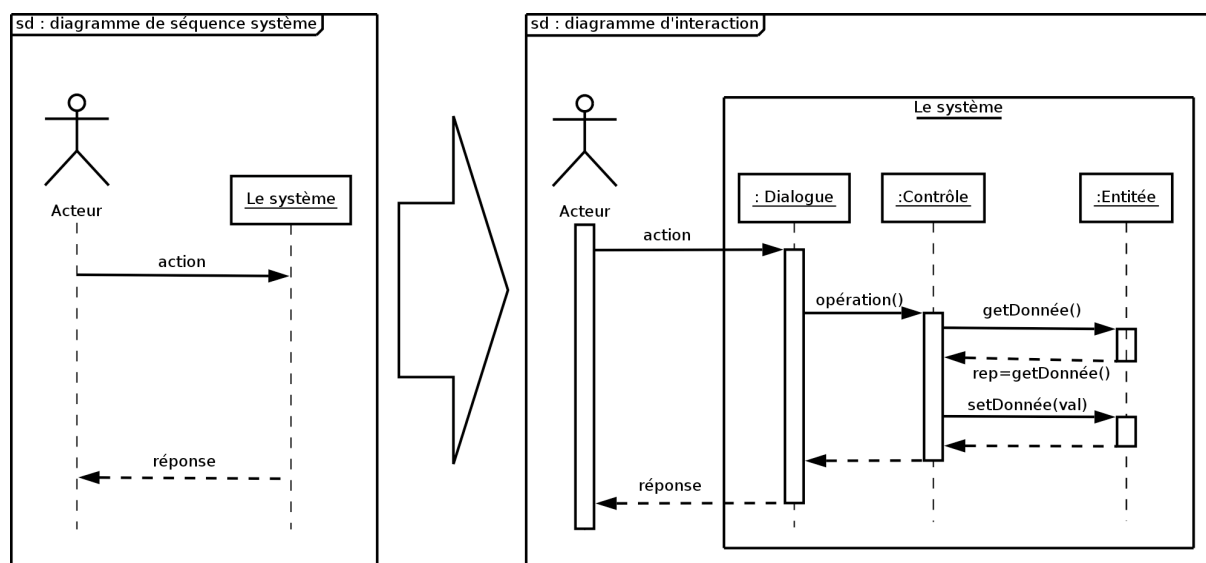 sd : diagramme de séquence système
Acteur
Le système
action
réponse
sd : diagramme d'interaction
Le système
Acteur
: Dialogue
:Contrôle
:Entitée
action
opération()
getDonnée()
rep=getDonnée()
setDonnée(val)
réponse